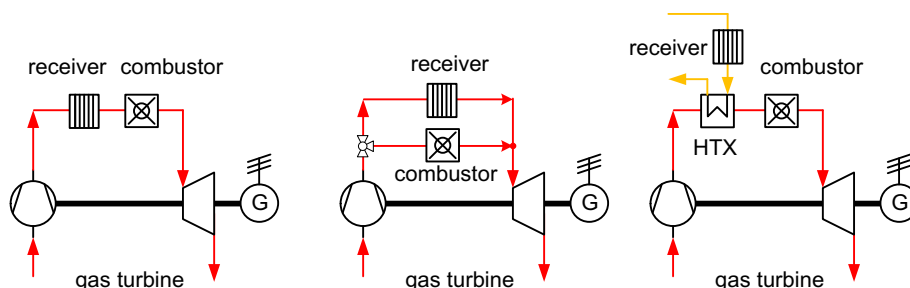 receiver combustor
G
gas turbine
receiver
combustor
G
gas turbine
receiver
combustor
HTX
G
gas turbine